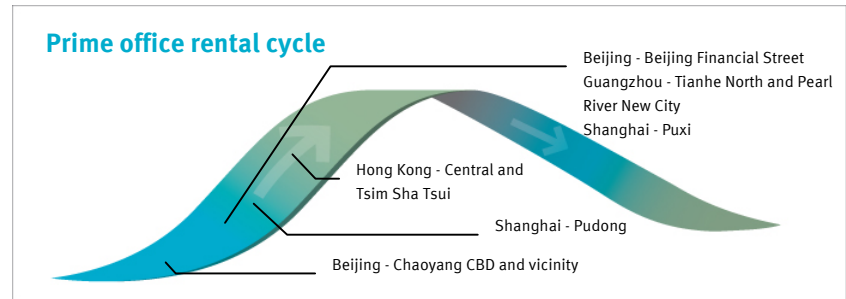 Prime office rental cycle
Beijing - Beijing Financial Street
Guangzhou - Tianhe North and Pearl
River New City
Shanghai - Puxi
Hong Kong - Central and
Tsim Sha Tsui
Shanghai - Pudong
Beijing - Chaoyang CBD and vicinity